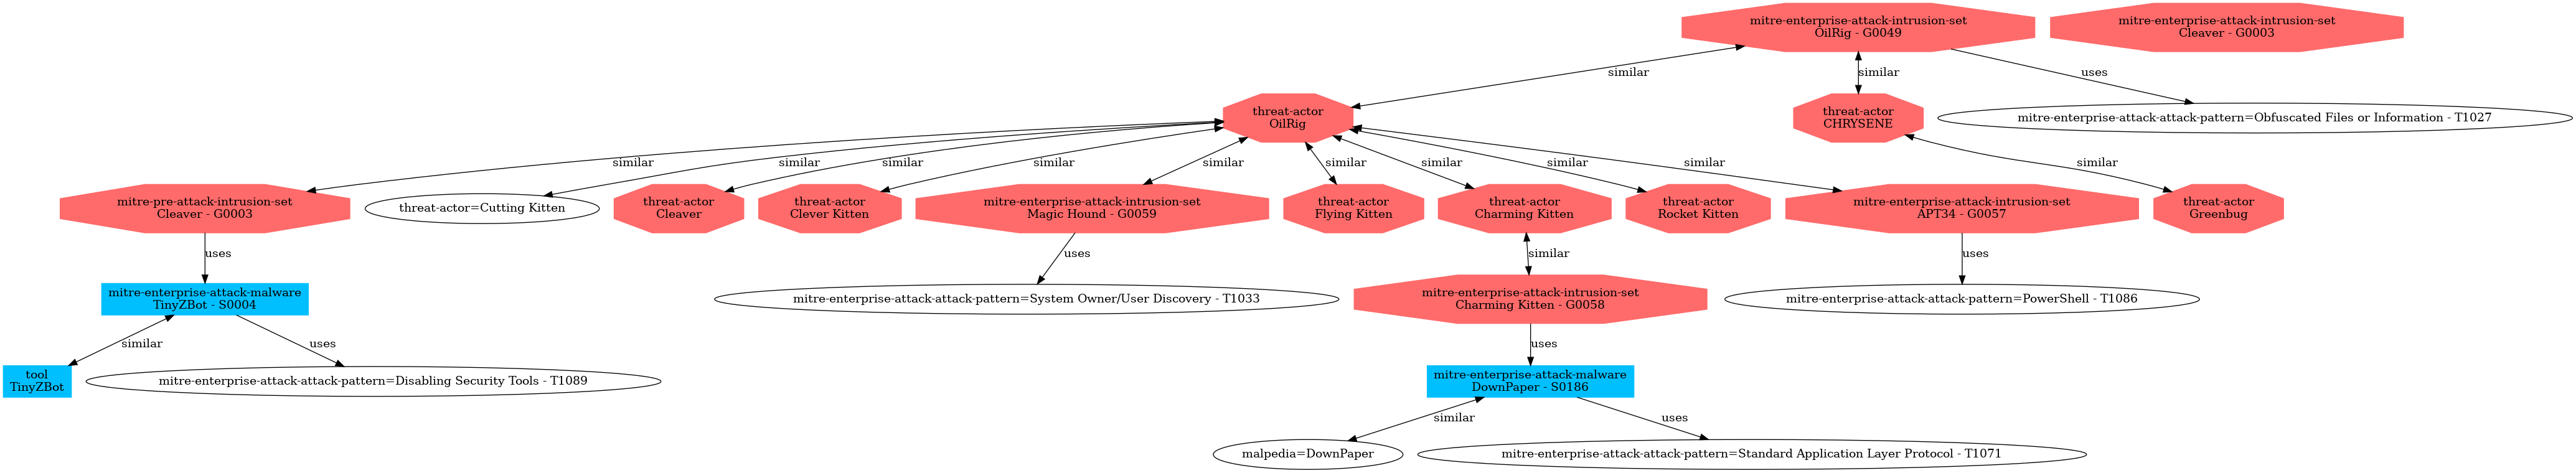 mitre-enterprise-attack-intrusion-set
OilRig - G0049
mitre-enterprise-attack-intrusion-set
Cleaver - G0003
similar
similar
uses
threat-actor
OilRig
threat-actor
CHRYSENE
mitre-enterprise-attack-attack-pattern=Obfuscated Files or Information - T1027
similar
similar
similar
similar
similar
similar
similar
similar
similar
similar
mitre-pre-attack-intrusion-set
Cleaver - G0003
threat-actor=Cutting Kitten
threat-actor
Cleaver
threat-actor
Clever Kitten
mitre-enterprise-attack-intrusion-set
Magic Hound - G0059
threat-actor
Flying Kitten
threat-actor
Charming Kitten
threat-actor
Rocket Kitten
mitre-enterprise-attack-intrusion-set
APT34 - G0057
threat-actor
Greenbug
uses
uses
similar
uses
mitre-enterprise-attack-malware
TinyZBot - S0004
mitre-enterprise-attack-attack-pattern=System Owner/User Discovery - T1033
mitre-enterprise-attack-intrusion-set
Charming Kitten - G0058
mitre-enterprise-attack-attack-pattern=PowerShell - T1086
similar
uses
uses
tool
TinyZBot
mitre-enterprise-attack-attack-pattern=Disabling Security Tools - T1089
mitre-enterprise-attack-malware
DownPaper - S0186
similar
uses
malpedia=DownPaper
mitre-enterprise-attack-attack-pattern=Standard Application Layer Protocol - T1071